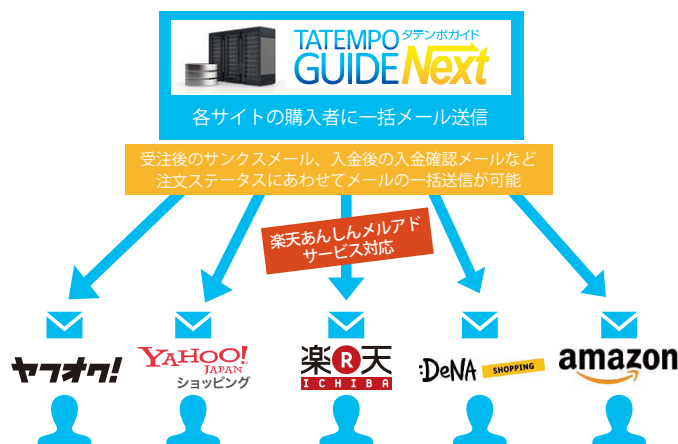 TATEMPO タテンポガイド
GUIDE Next
各サイトの購入者に一括メール送信
受注後のサンクスメール、入金後の入金確認メールなど
注文ステータスにあわせてメールの一括送信が可能
楽天あんしんメルアド
サービス対応
ヤフオク!
YAHOO!
JAPAN
ショッピング
楽R天
ICHIBA
:DeNA SHOPPING
amazon